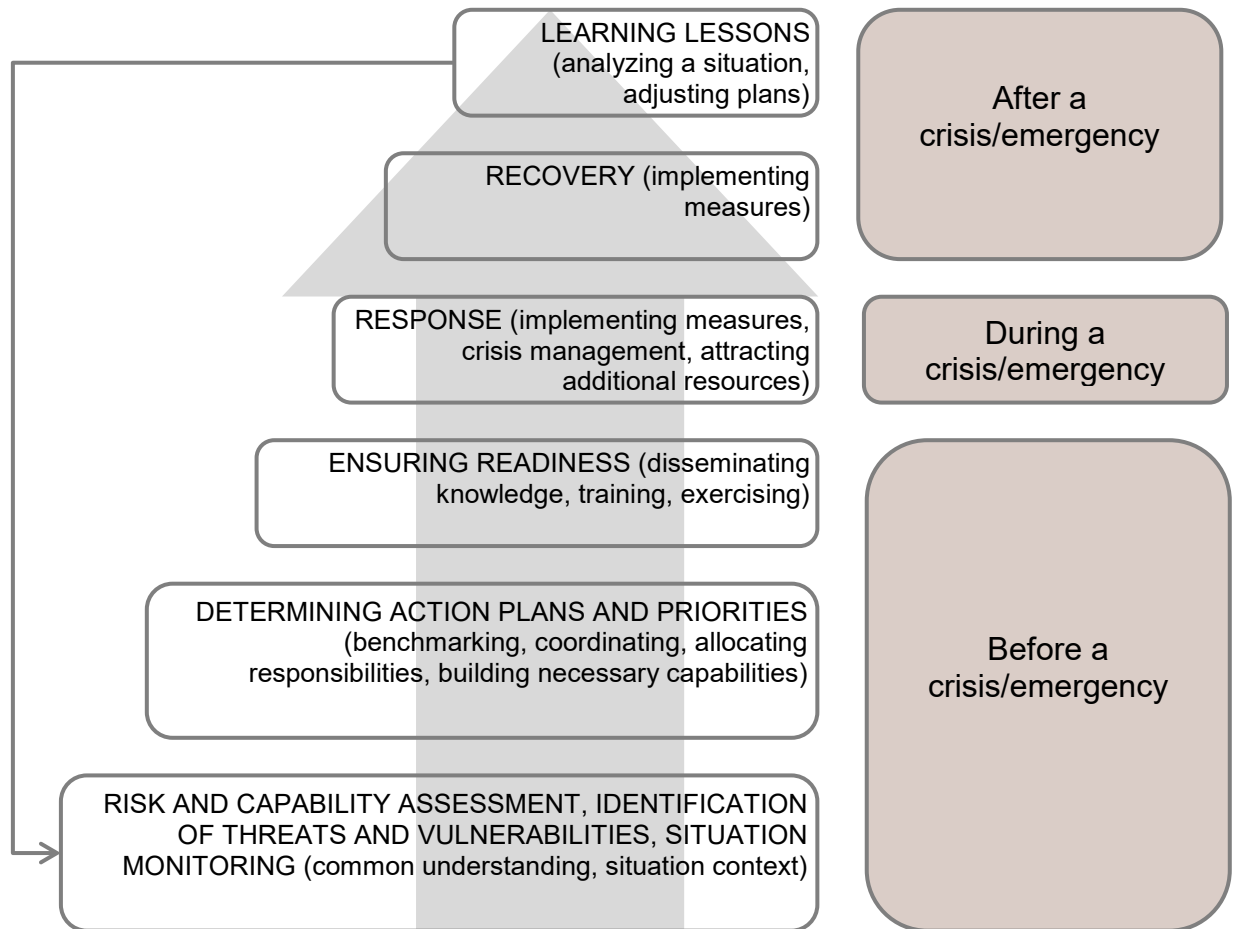 LEARNING LESSONS
(analyzing a situation,
adjusting plans)
After a
crisis/emergency
RECOVERY (implementing
measures)
RESPONSE (implementing measures,
crisis management, attracting
additional resources)
During a
crisis/emergency
ENSURING READINESS (disseminating
knowledge, training, exercising)
DETERMINING ACTION PLANS AND PRIORITIES
(benchmarking, coordinating, allocating
responsibilities, building necessary capabilities)
Before a
crisis/emergency
RISK AND CAPABILITY ASSESSMENT, IDENTIFICATION
OF THREATS AND VULNERABILITIES, SITUATION
MONITORING (common understanding, situation context)